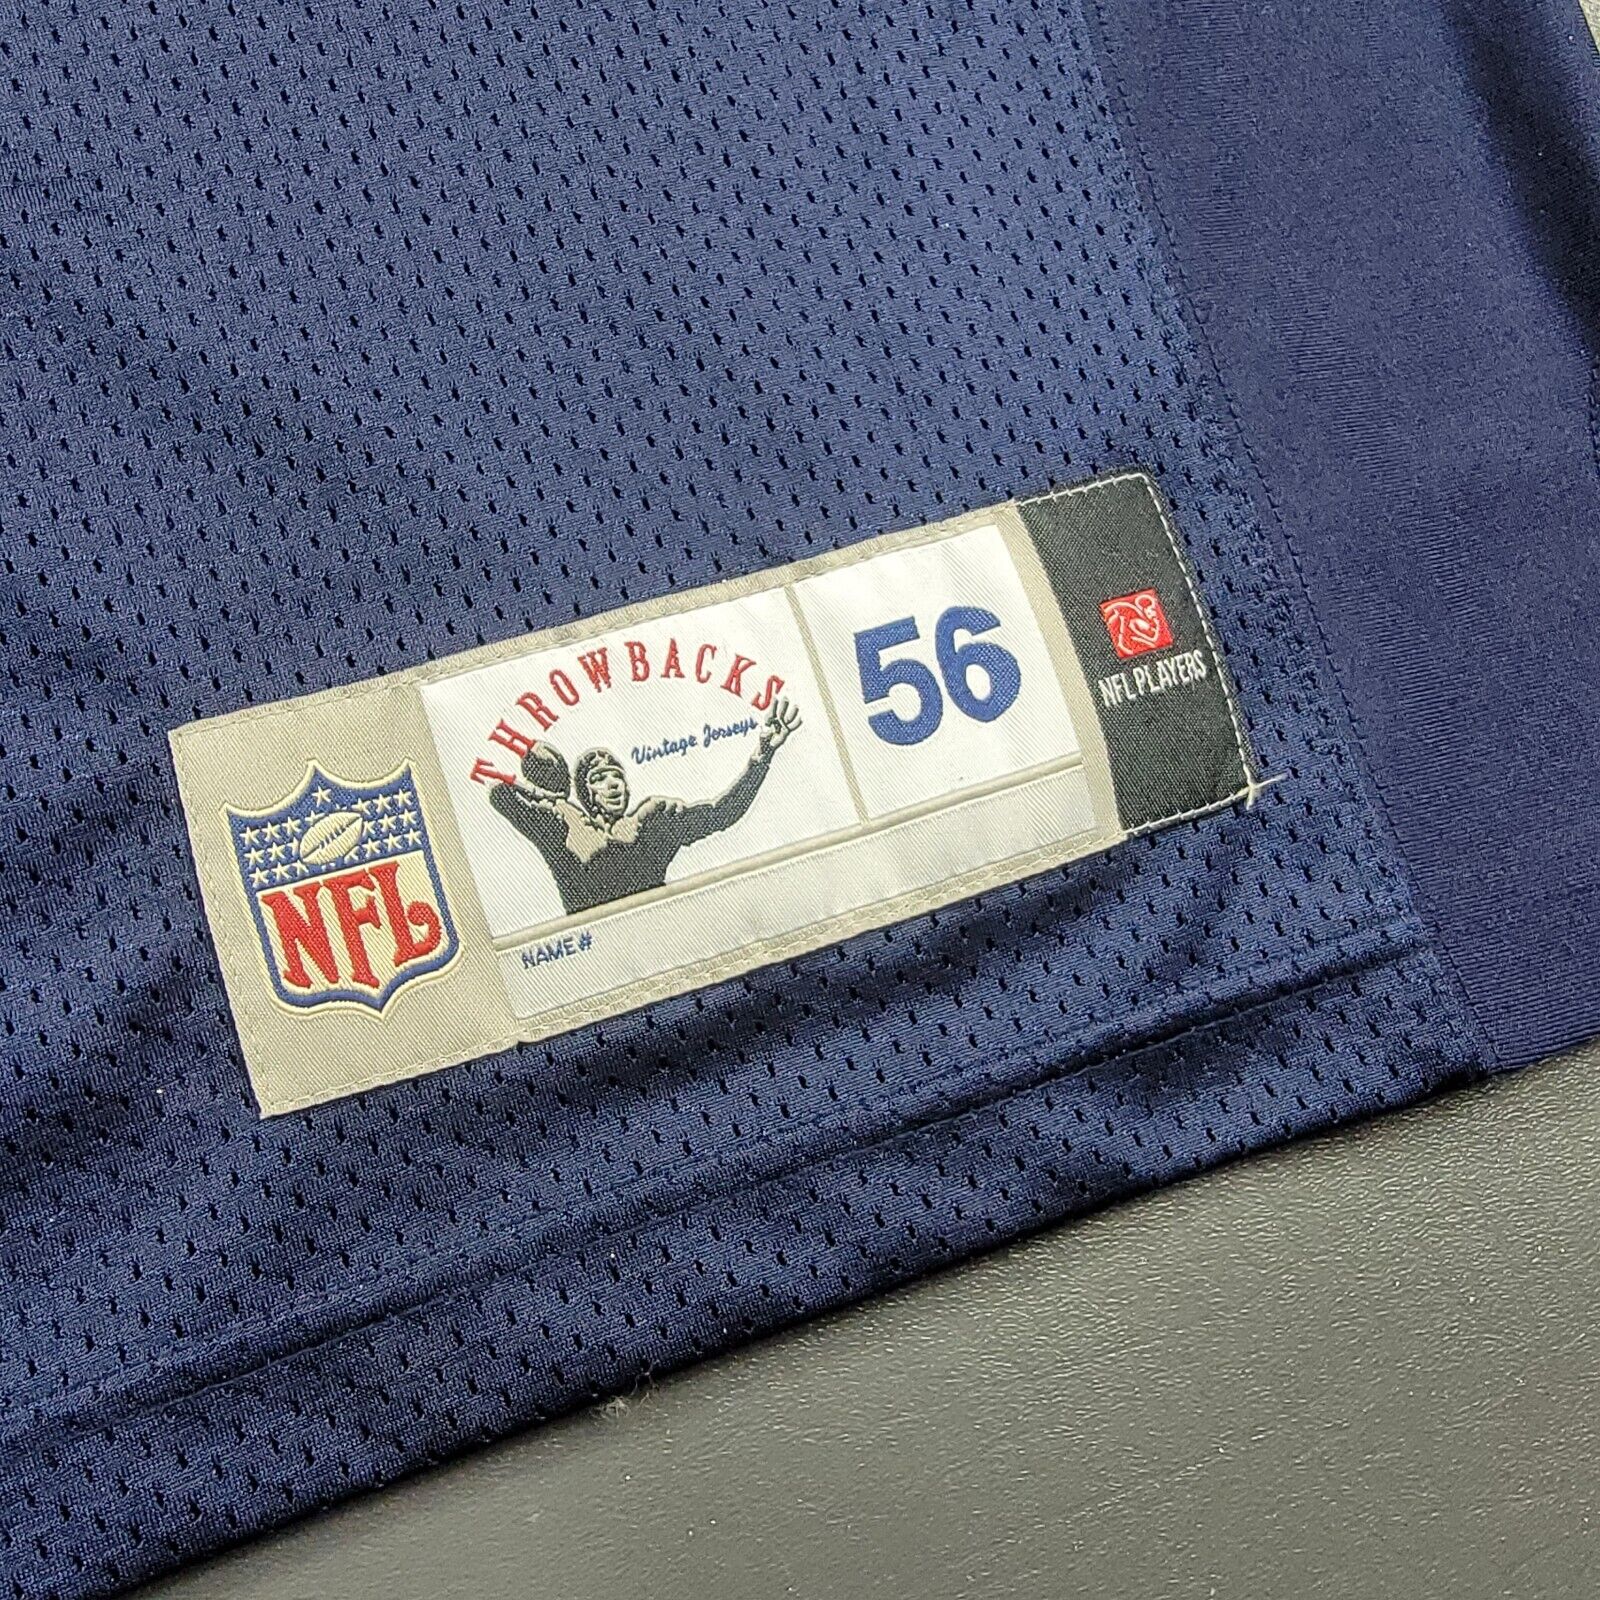 NFL
THROWBACKS
Vintage Jerseys
56
NFL PLAYERS
NAME#